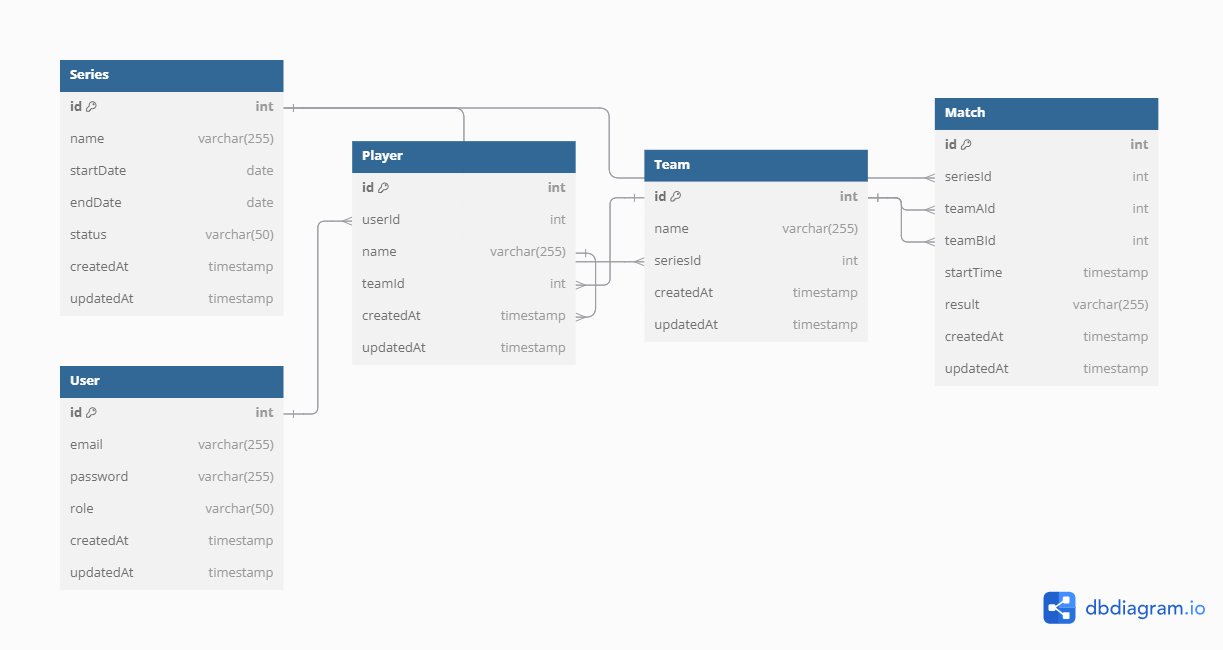 Series
id int
name varchar(255)
startDate date
endDate date
status varchar(50)
createdAt timestamp
updatedAt timestamp
User
id int
email varchar(255)
password varchar(255)
role varchar(50)
createdAt timestamp
updatedAt timestamp
Player
id int
userId int
name varchar(255)
teamId int
createdAt timestamp
updatedAt timestamp
Team
id int
name varchar(255)
seriesId int
createdAt timestamp
updatedAt timestamp
Match
id int
seriesId int
teamAId int
teamBId int
startTime timestamp
result varchar(255)
createdAt timestamp
updatedAt timestamp
dbdiagram.io